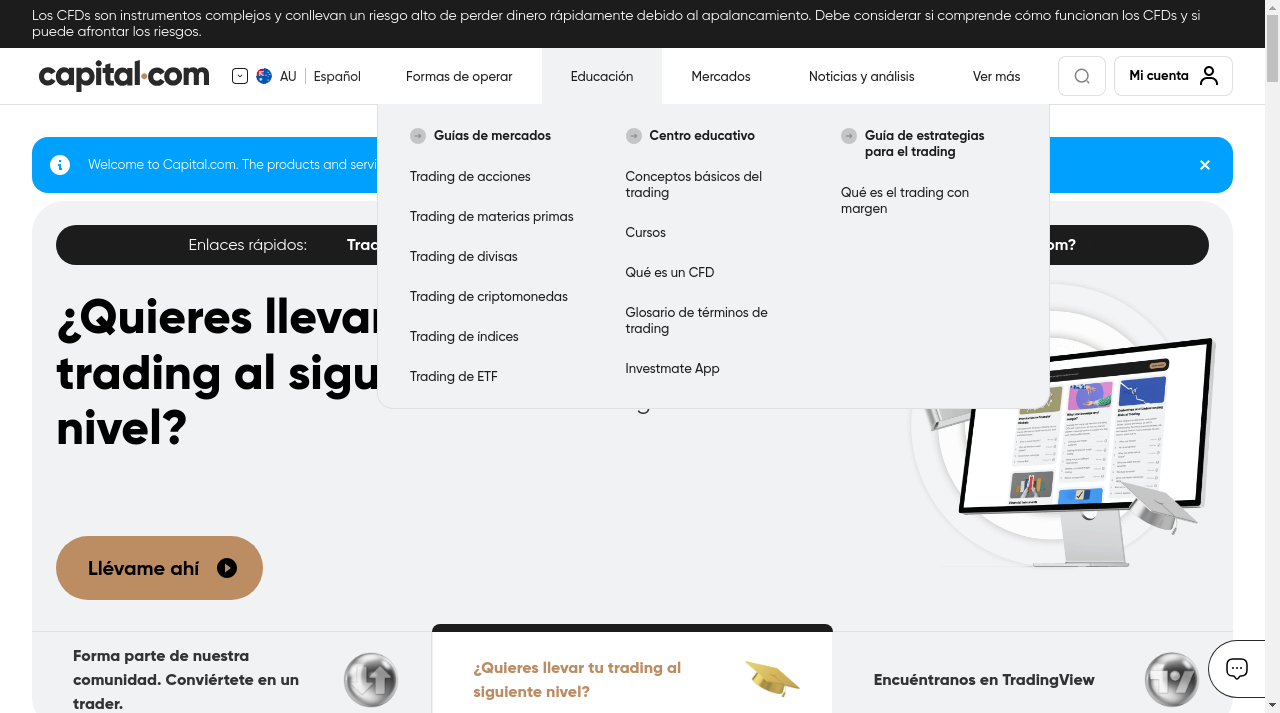 Los CFDs son instrumentos complejos y conllevan un riesgo alto de perder dinero rápidamente debido al apalancamiento. Debe considerar si comprende cómo funcionan los CFDs y si
puede afrontar los riesgos.
capital.com
AU
Español
Formas de operar
Educación
Mercados
Noticias y análisis
Ver más
Mi cuenta
Guías de mercados
Trading de acciones
Trading de materias primas
Trading de divisas
Trading de criptomonedas
Trading de índices
Trading de ETF
Centro educativo
Conceptos básicos del
trading
Cursos
Qué es un CFD
Glosario de términos de
trading
Investmate App
Guía de estrategias
para el trading
Qué es el trading con
margen
Welcome to Capital.com. The products and servi
Enlaces rápidos:
¿Quieres llevar
trading al sigu
nivel?
Llévame ahí
Forma parte de nuestra
comunidad. Conviértete en un
trader.
¿Quieres llevar tu trading al
siguiente nivel?
Encuéntranos en TradingView